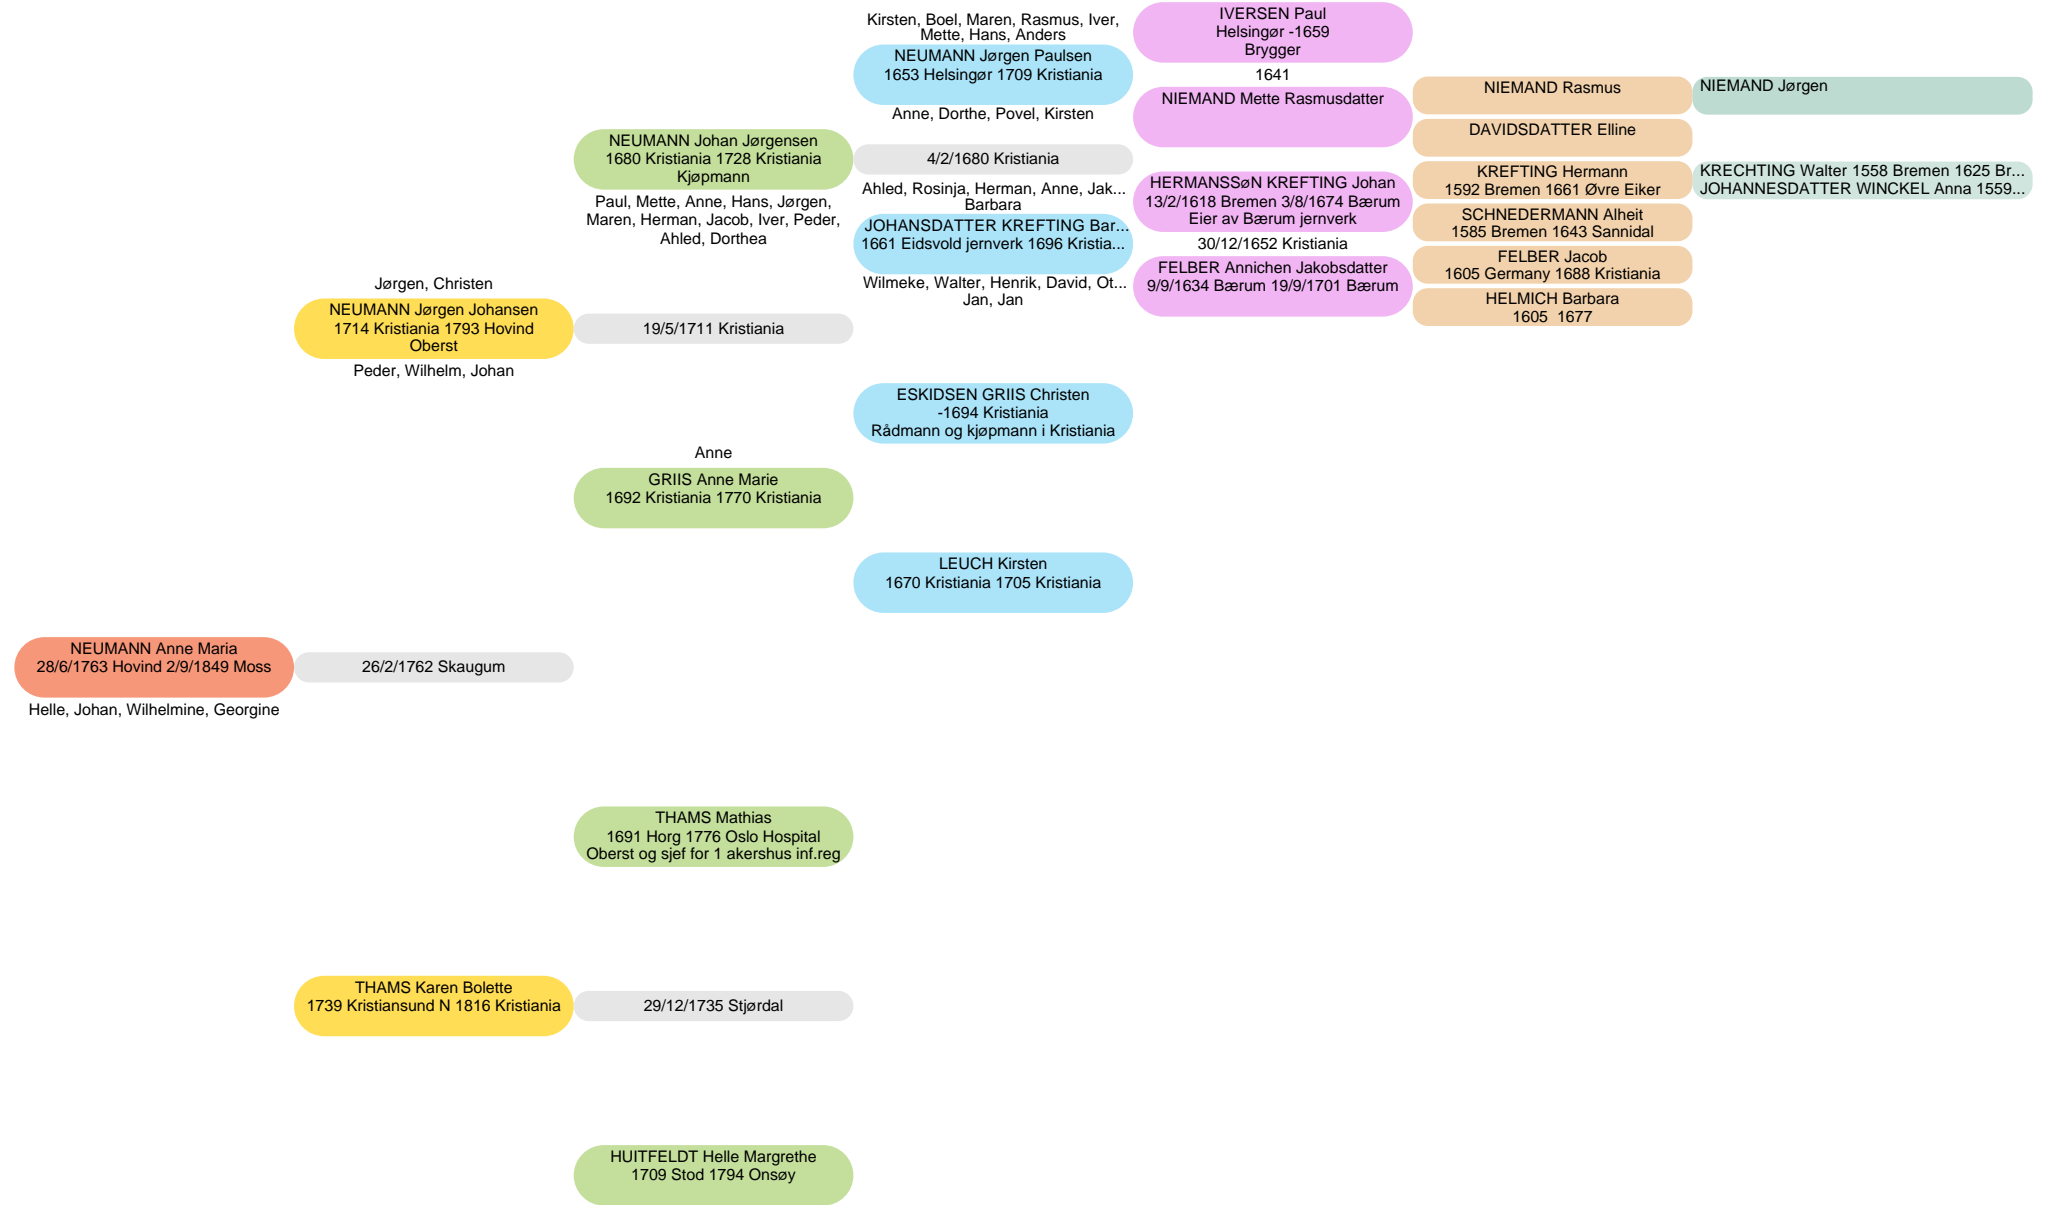 Kirsten, Boel, Maren, Rasmus, Iver,
Mette, Hans, Anders
NEUMANN Jørgen Paulsen
1653 Helsingør 1709 Kristiania
Anne, Dorthe, Povel, Kirsten
IVERSEN Paul
Helsingør -1659
Brygger
1641
NIEMAND Mette Rasmusdatter
NIEMAND Rasmus
NIEMAND Jørgen
DAVIDSDATTER Elline
NEUMANN Johan Jørgensen
1680 Kristiania 1728 Kristiania
Kjøpmann
4/2/1680 Kristiania
Paul, Mette, Anne, Hans, Jørgen,
Maren, Herman, Jacob, Iver, Peder,
Ahled, Dorthea
Ahled, Rosinja, Herman, Anne, Jak...
Barbara
JOHANSDATTER KREFTING Bar...
1661 Eidsvold jernverk 1696 Kristia...
Wilmeke, Walter, Henrik, David, Ot...
Jan, Jan
HERMANSSøN KREFTING Johan
13/2/1618 Bremen 3/8/1674 Bærum
Eier av Bærum jernverk
30/12/1652 Kristiania
FELBER Annichen Jakobsdatter
9/9/1634 Bærum 19/9/1701 Bærum
KREFTING Hermann
1592 Bremen 1661 Øvre Eiker
KRECHTING Walter 1558 Bremen 1625 Br...
JOHANNESDATTER WINCKEL Anna 1559...
SCHNEDERMANN Alheit
1585 Bremen 1643 Sannidal
FELBER Jacob
1605 Germany 1688 Kristiania
HELMICH Barbara
1605  1677
Jørgen, Christen
NEUMANN Jørgen Johansen
1714 Kristiania 1793 Hovind
Oberst
Peder, Wilhelm, Johan
19/5/1711 Kristiania
ESKIDSEN GRIIS Christen
-1694 Kristiania
Rådmann og kjøpmann i Kristiania
Anne
GRIIS Anne Marie
1692 Kristiania 1770 Kristiania
LEUCH Kirsten
1670 Kristiania 1705 Kristiania
NEUMANN Anne Maria
28/6/1763 Hovind 2/9/1849 Moss
26/2/1762 Skaugum
Helle, Johan, Wilhelmine, Georgine
THAMS Mathias
1691 Horg 1776 Oslo Hospital
Oberst og sjef for 1 akershus inf.reg
THAMS Karen Bolette
1739 Kristiansund N 1816 Kristiania
29/12/1735 Stjørdal
HUITFELDT Helle Margrethe
1709 Stod 1794 Onsøy